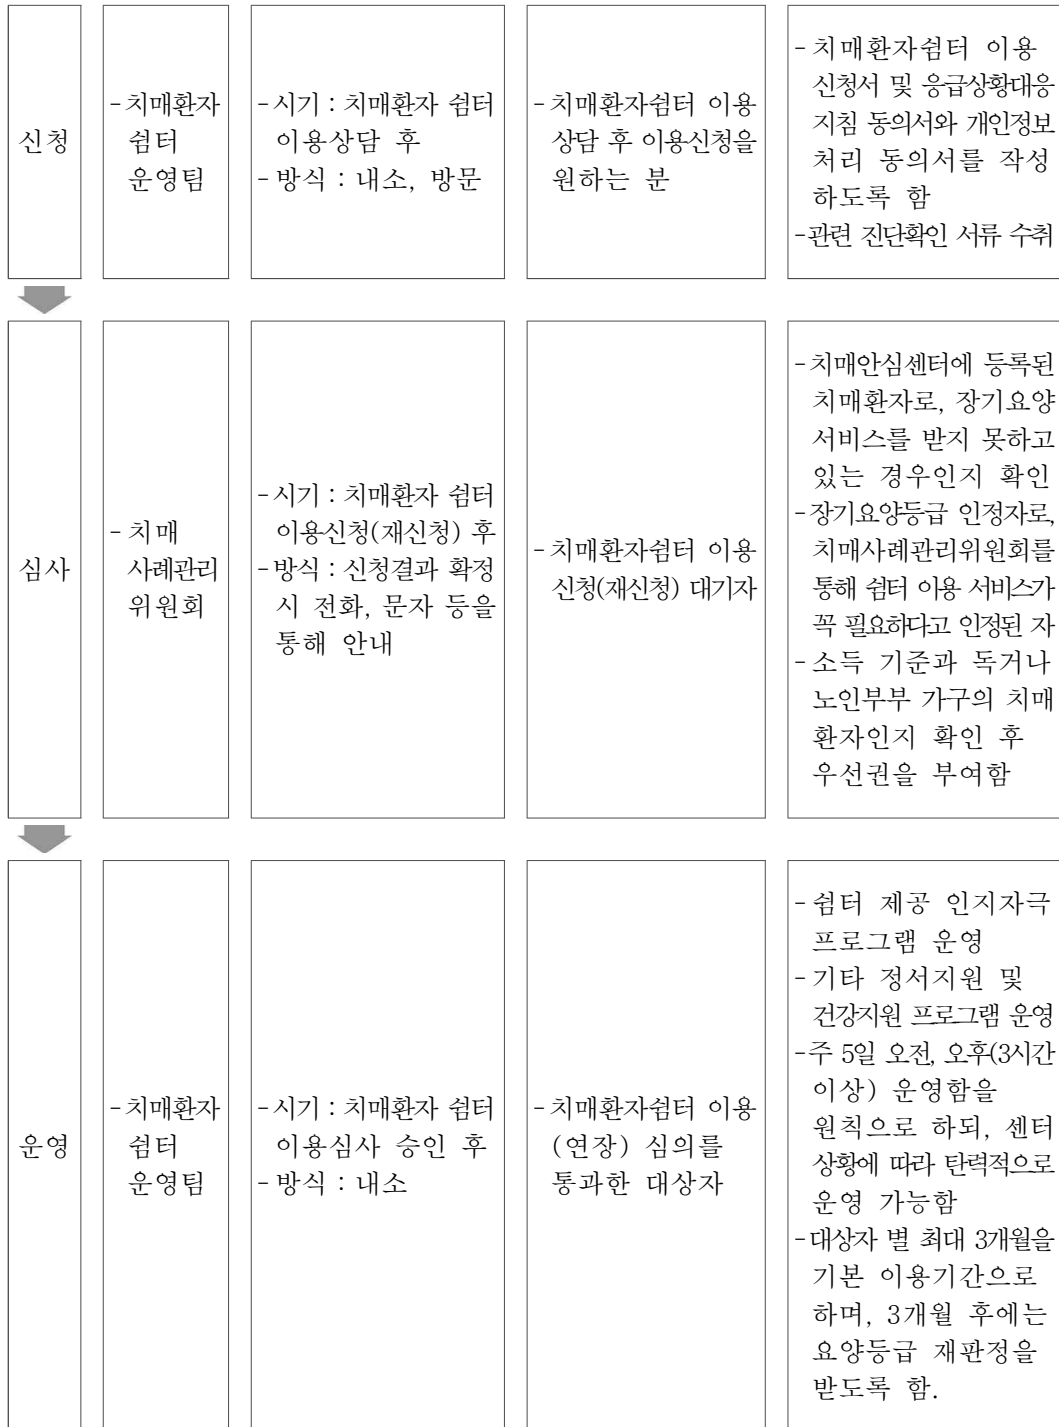 신청
-치매환자
쉼터
운영팀
-시기 : 치매환자 쉼터
이용상담 후
-방식 : 내소, 방문
-치매환자쉼터 이용
상담 후 이용신청을
원하는 분
-치매환자쉼터 이용
신청서 및 응급상황대응
지침 동의서와 개인정보
처리 동의서를 작성
하도록 함
-관련 진단확인 서류 수취
심사
-치매
사례관리
위원회
-시기 : 치매환자 쉼터
이용신청(재신청) 후
-방식 : 신청결과 확정
시 전화, 문자 등을
통해 안내
-치매환자쉼터 이용
신청(재신청) 대기자
-치매안심센터에 등록된
치매환자로, 장기요양
서비스를 받지 못하고
있는 경우인지 확인
-장기요양등급 인정자로,
치매사례관리위원회를
통해 쉼터 이용 서비스가
꼭 필요하다고 인정된 자
-소득 기준과 독거나
노인부부 가구의 치매
환자인지 확인 후
우선권을 부여함
운영
-치매환자
쉼터
운영팀
-시기 : 치매환자 쉼터
이용심사 승인 후
-방식 : 내소
-치매환자쉼터 이용
(연장) 심의를
통과한 대상자
-쉼터 제공 인지자극
프로그램 운영
-기타 정서지원 및
건강지원 프로그램 운영
-주 5일 오전, 오후(3시간
이상) 운영함을
원칙으로 하되, 센터
상황에 따라 탄력적으로
운영 가능함
-대상자 별 최대 3개월을
기본 이용기간으로
하며, 3개월 후에는
요양등급 재판정을
받도록 함.